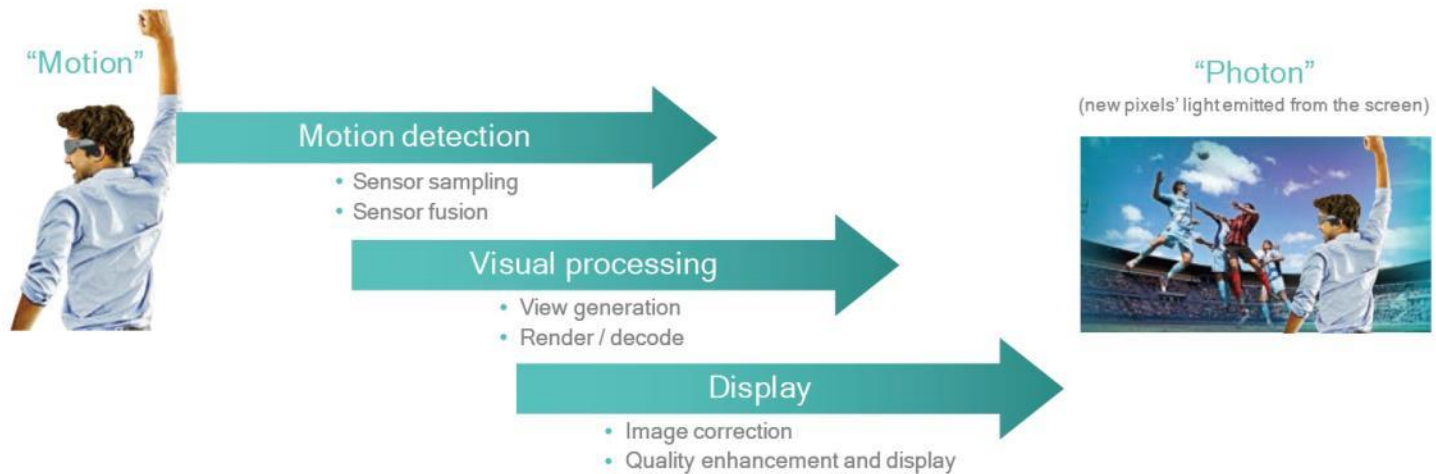 “Motion”
“Photon”
(new pixels’ light emitted from the screen)
Motion detection
• Sensor sampling
• Sensor fusion
Visual processing
• View generation
• Render / decode
Display
• Image correction
• Quality enhancement and display